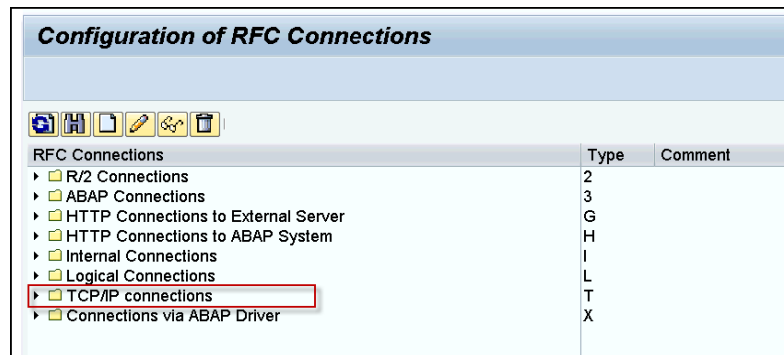 Configuration of RFC Connections
RFC Connections Type Comment
R/2 Connections 2
ABAP Connections 3
HTTP Connections to External Server G
HTTP Connections to ABAP System H
Internal Connections I
Logical Connections L
TCP/IP connections T
Connections via ABAP Driver X